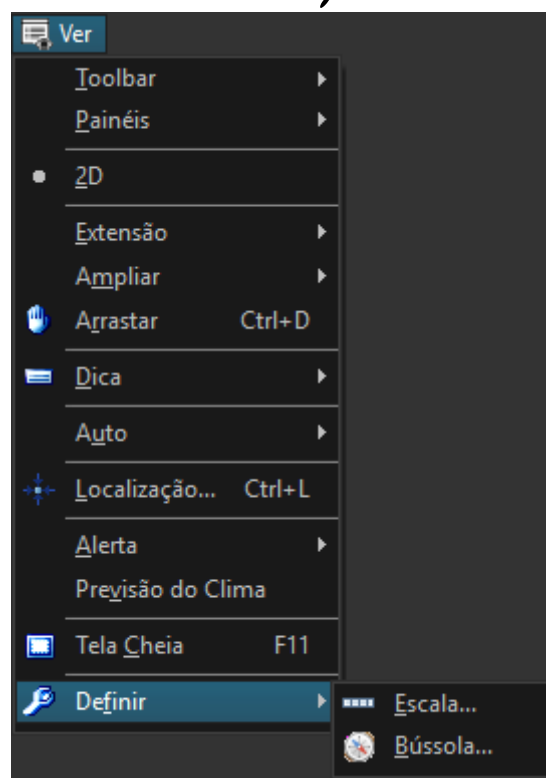 Ver
Toolbar
Painéis
2D
Extensão
Ampliar
Arrastar Ctrl+D
Dica
Auto
Localização... Ctrl+L
Alerta
Previsão do Clima
Tela Cheia F11
Definir
Escala...
Bússola...